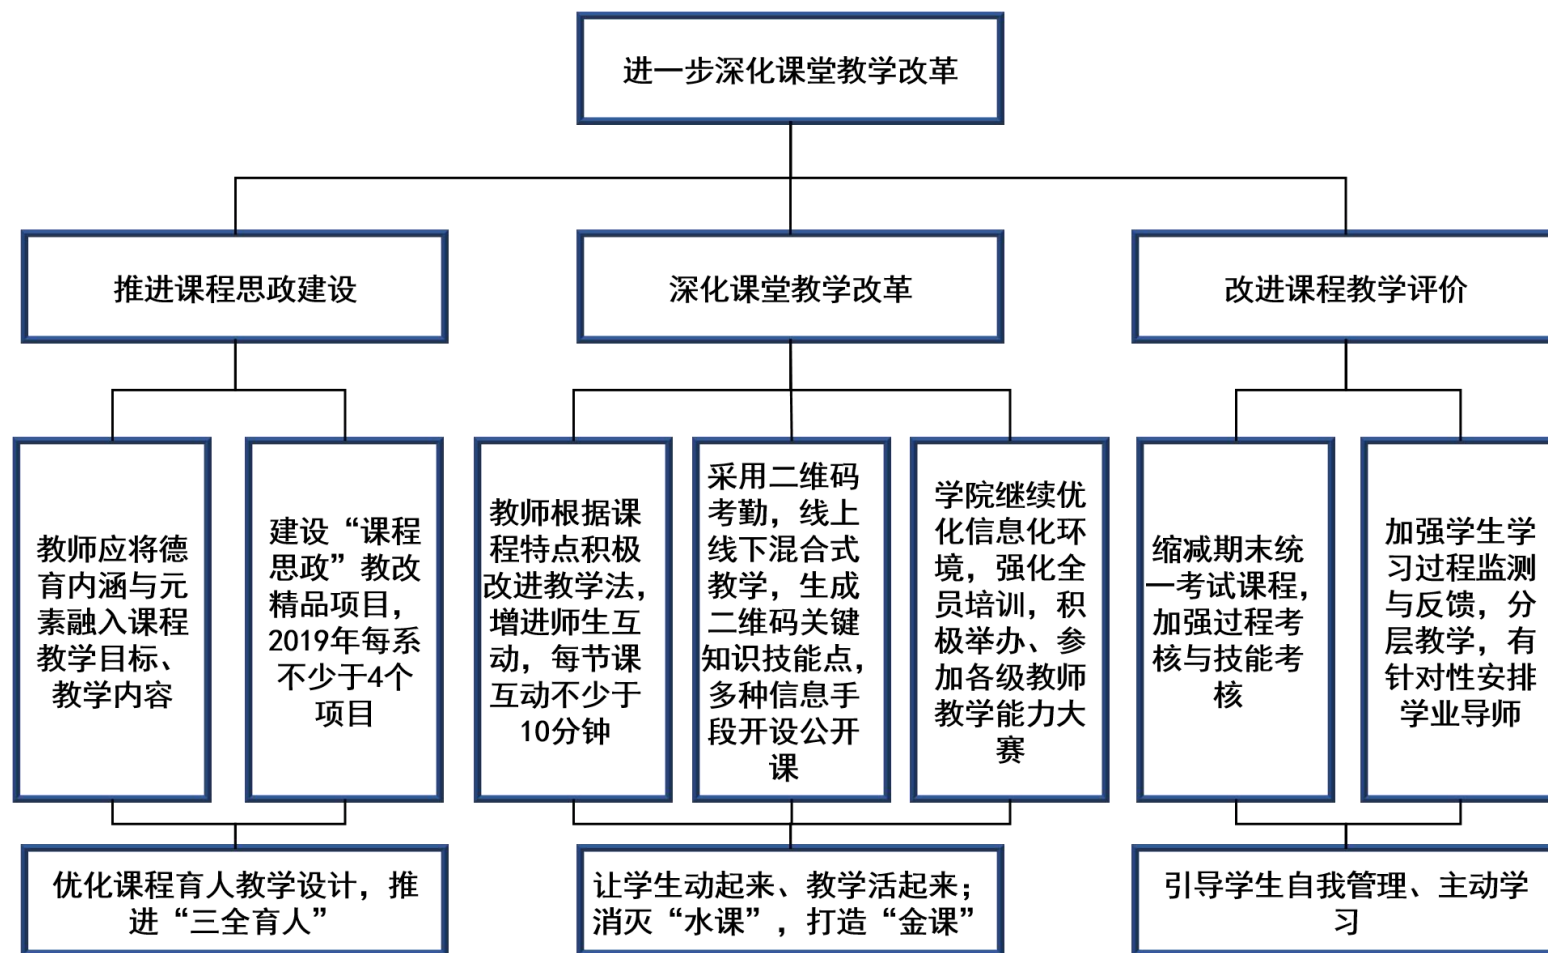 进一步深化课堂教学改革
推进课程思政建设
深化课堂教学改革
改进课程教学评价
教师应将德
育内涵与元
素融入课程
教学目标、
教学内容
建设“课程
思政”教改
精品项目，
2019年每系
不少于4个
项目
教师根据课
程特点积极
改进教学法，
增进师生互
动，每节课
互动不少于
10分钟
采用二维码
考勤，线上
线下混合式
教学，生成
二维码关键
知识技能点，
多种信息手
段开设公开
课
学院继续优
化信息化环
境，强化全
员培训，积
极举办、参
加各级教师
教学能力大
赛
缩减期末统
一考试课程，
加强过程考
核与技能考
核
加强学生学
习过程监测
与反馈，分
层教学，有
针对性安排
学业导师
优化课程育人教学设计，推
进“三全育人”
让学生动起来、教学活起来；
消灭“水课”，打造“金课”
引导学生自我管理、主动学
习